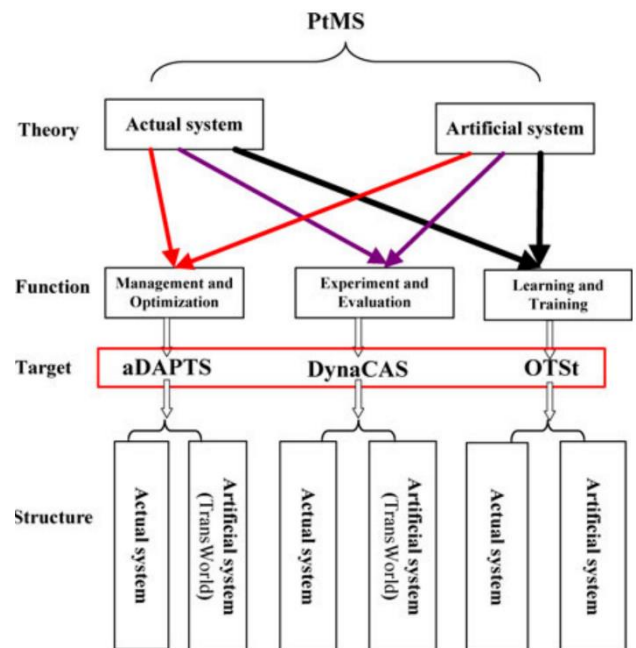 PtMS
Theory
Actual system
Artificial system
Function
Management and
Optimization
Experiment and
Evaluation
Learning and
Training
Target
aDAPTS
DynaCAS
OTSt
Structure
Actual system
Artificial system
(TransWorld)
Actual system
Artificial system
(TransWorld)
Actual system
Artificial system